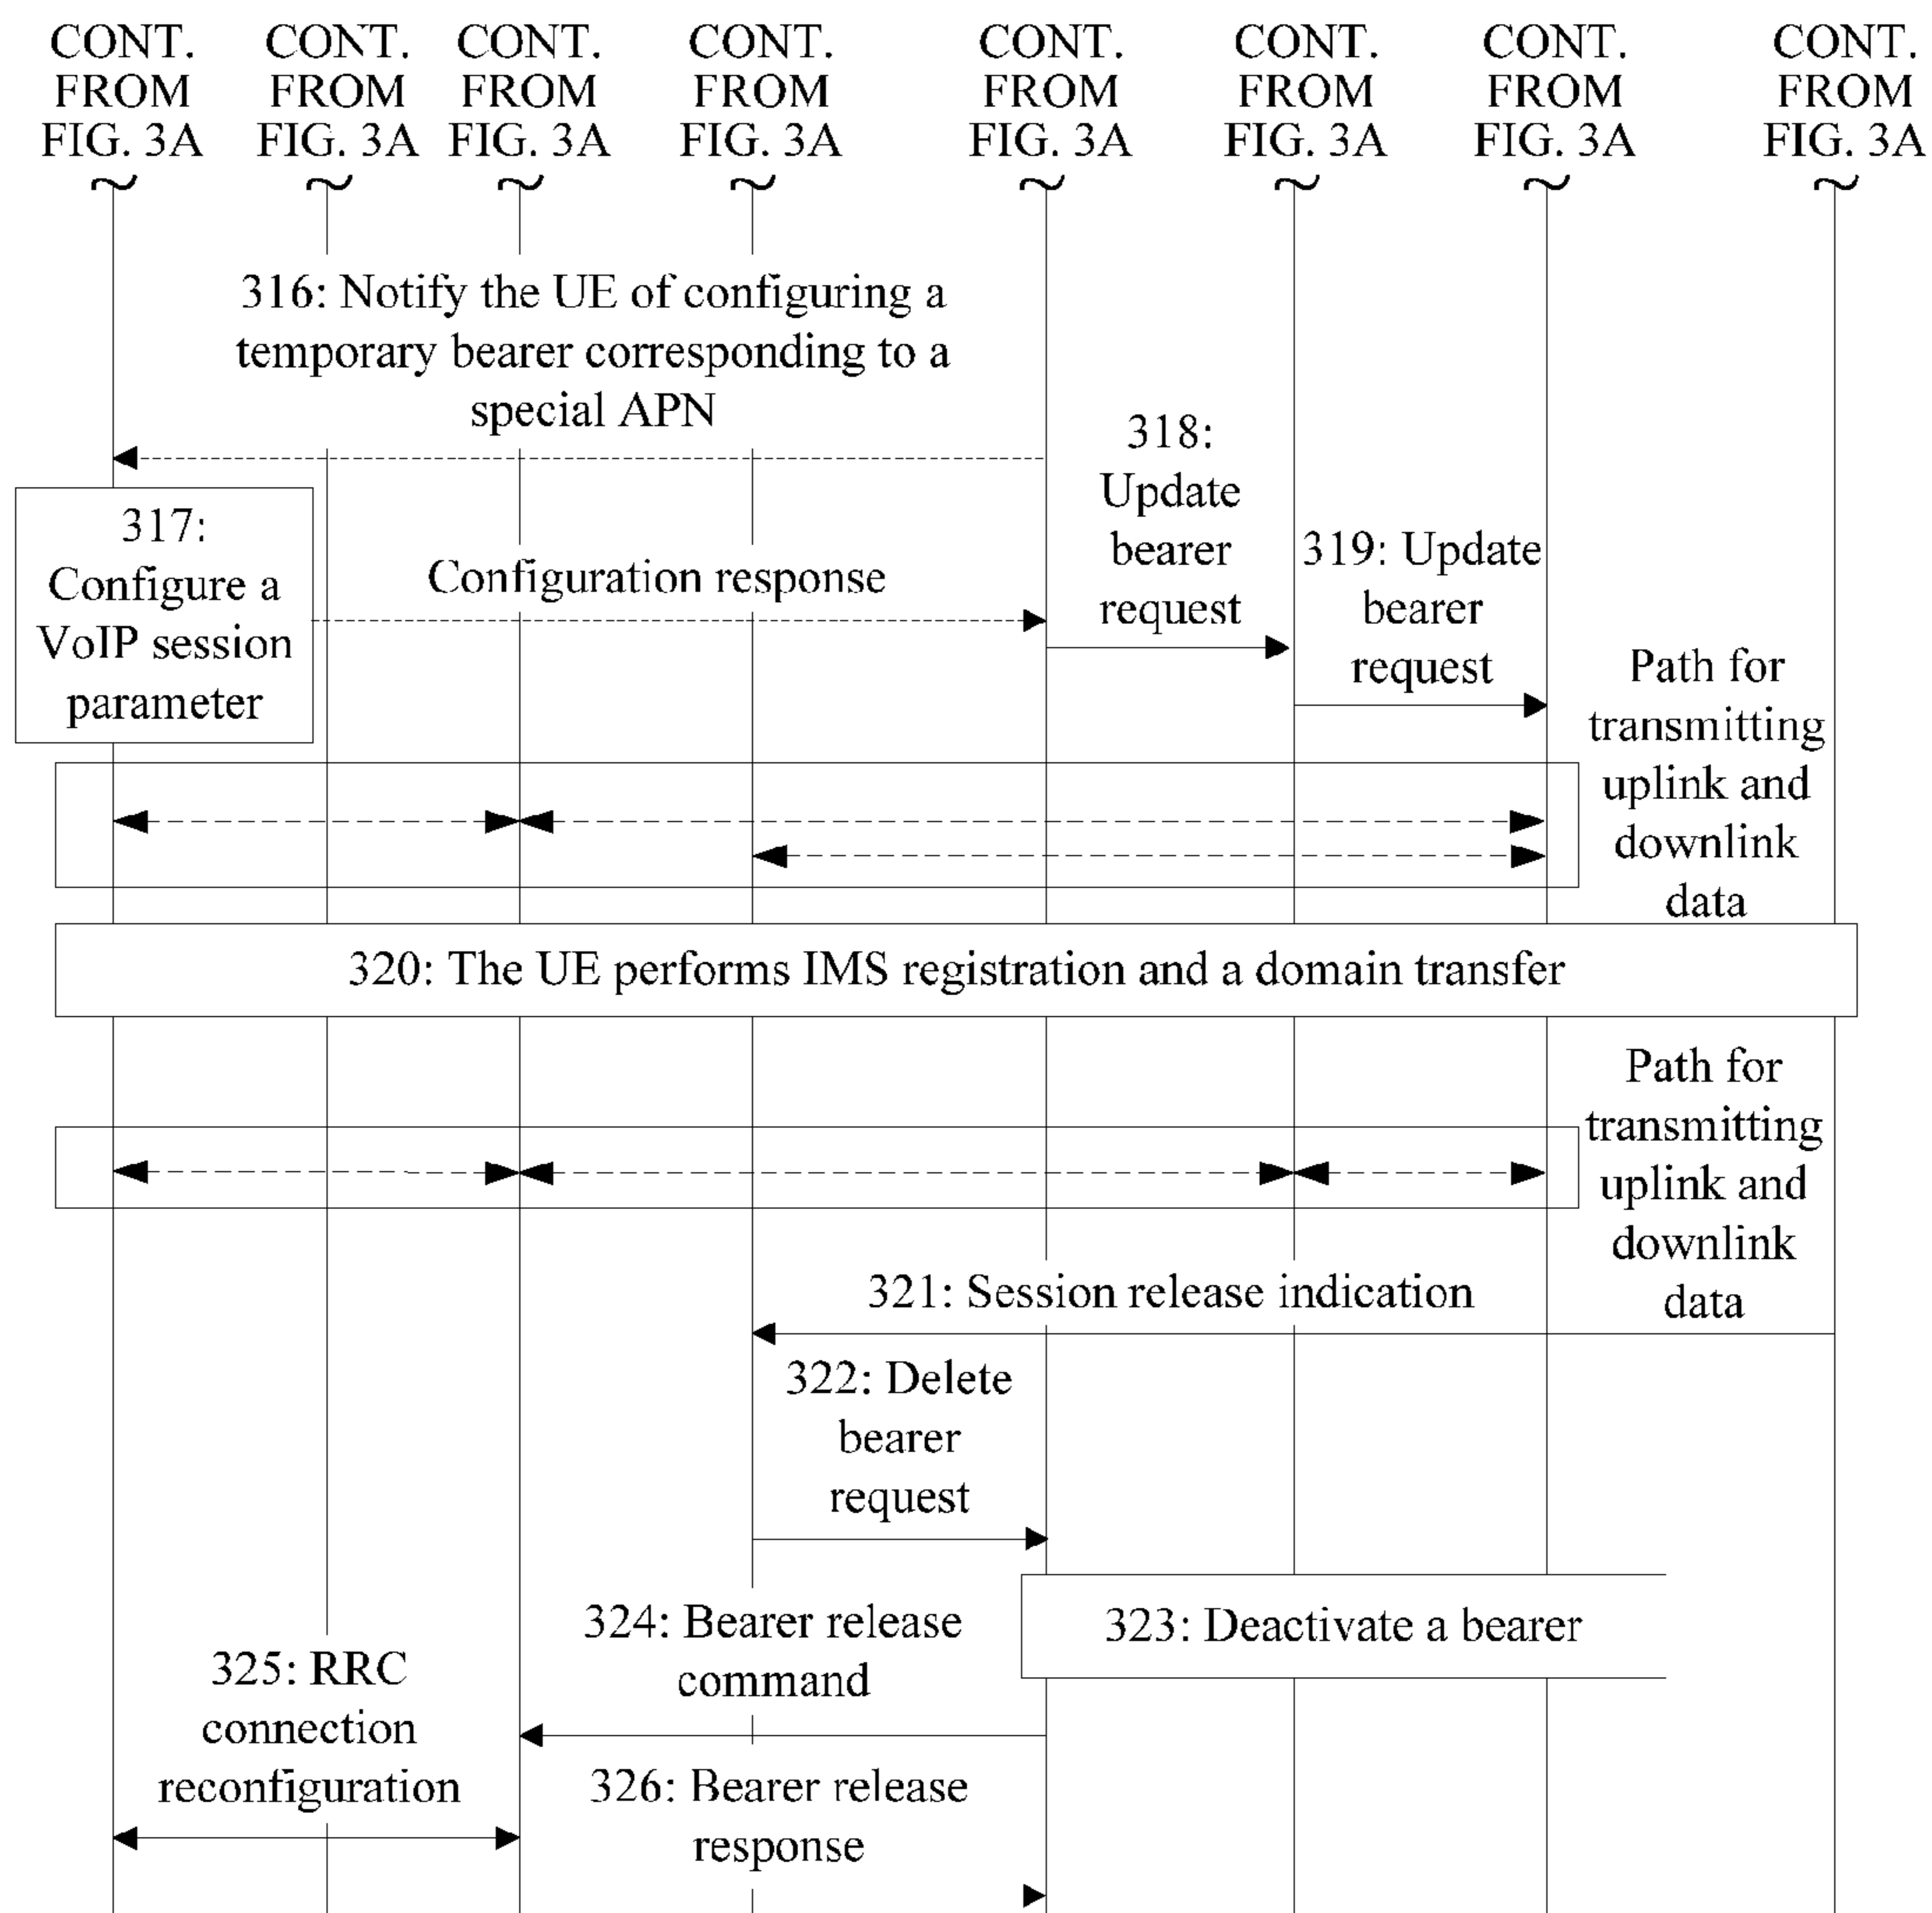 CONT. CONT. CONT. CONT. CONT. CONT. CONT. CONT.
FROM FROM FROM FROM FROM FROM FROM FROM
FIG. 3A FIG. 3A FIG. 3A FIG. 3A FIG. 3A FIG. 3A FIG. 3A FIG. 3A
316: Notify the UE of configuring a
temporary bearer corresponding to a
special APN
317:
Configure a
VoIP session
parameter
Configuration response
318:
Update
bearer
request
319: Update
bearer
request
Path for
transmitting
uplink and
downlink
data
320: The UE performs IMS registration and a domain transfer
Path for
transmitting
uplink and
downlink
data
321: Session release indication
322: Delete
bearer
request
323: Deactivate a bearer
324: Bearer release
command
325: RRC
connection
reconfiguration
326: Bearer release
response